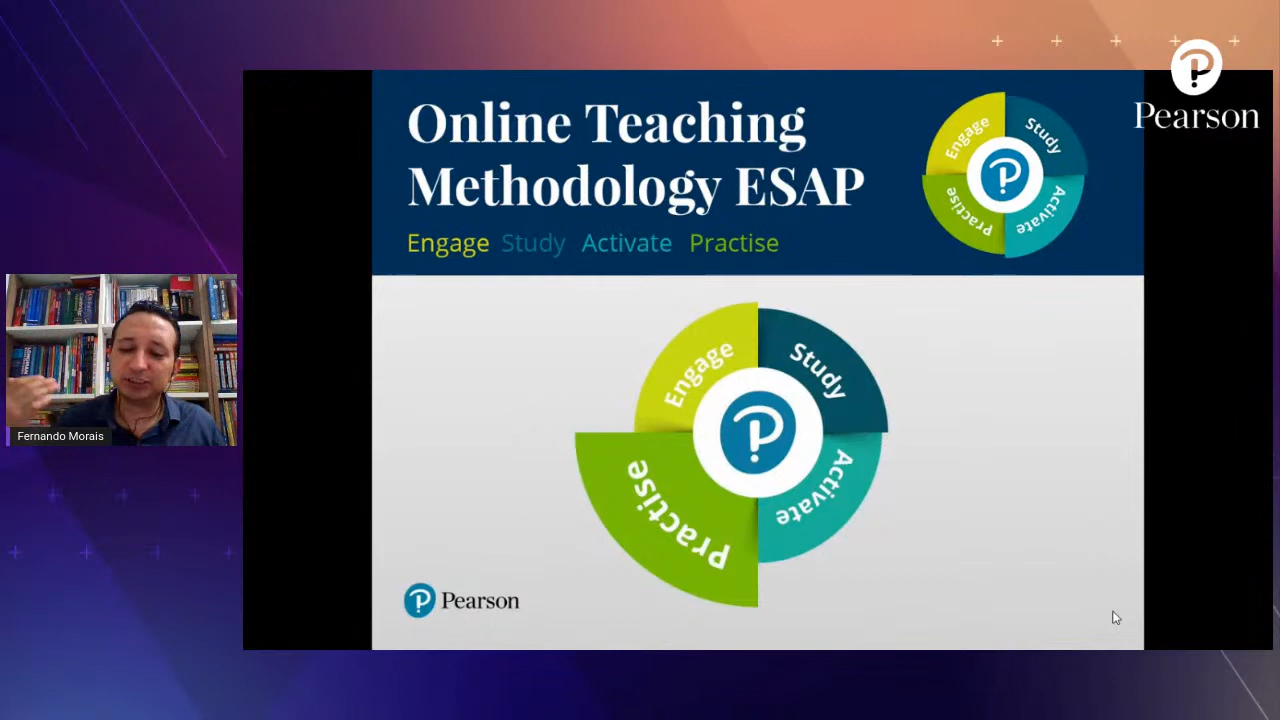 Pearson
Online Teaching
Methodology ESAP
Engage Study Activate Practise
Engage
Study
Practise
Activate
Engage
Study
Practise
Activate
Pearson
Fernando Morais